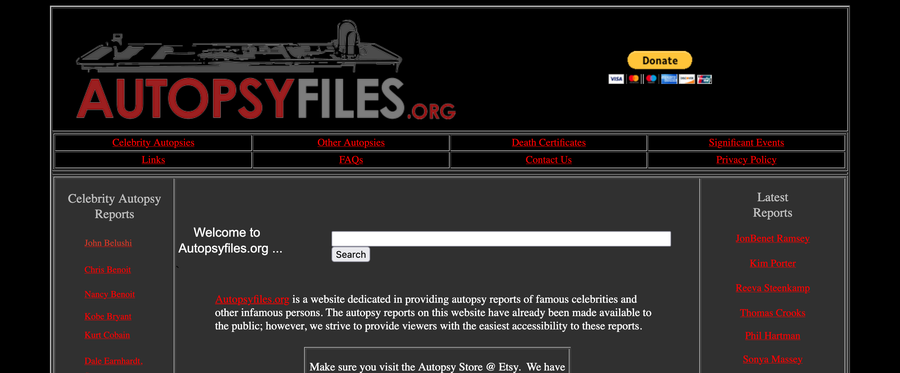 AUTOPSYFILES.ORG
Donate
VISA DISCOVER
Celebrity Autopsies Other Autopsies Death Certificates Significant Events
Links FAQs Contact Us Privacy Policy
Celebrity Autopsy
Reports
John Belushi
Chris Benoit
Nancy Benoit
Kobe Bryant
Kurt Cobain
Dale Earnhardt,
Welcome to
Autopsyfiles.org ...
Search
Autopsyfiles.org is a website dedicated in providing autopsy reports of famous celebrities and
other infamous persons. The autopsy reports on this website have already been made available to
the public; however, we strive to provide viewers with the easiest accessibility to these reports.
Make sure you visit the Autopsy Store @ Etsy. We have
Latest
Reports
JonBenet Ramsey
Kim Porter
Reeva Steenkamp
Thomas Crooks
Phil Hartman
Sonya Massey